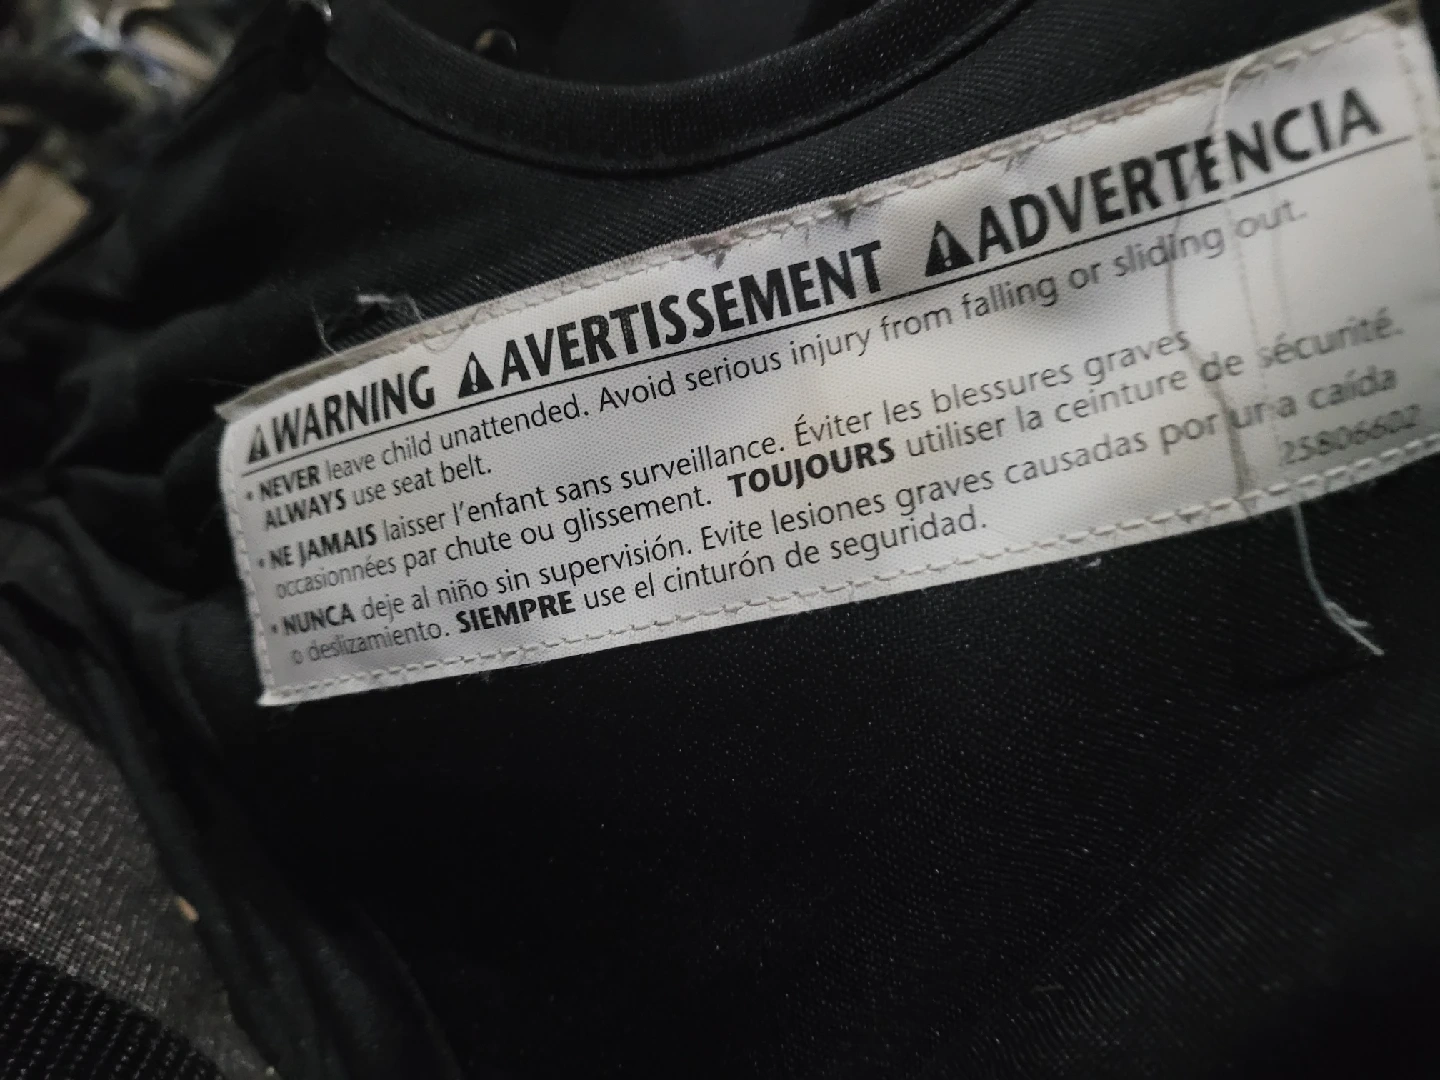 ⚠WARNING ⚠AVERTISSEMENT ⚠ADVERTENCIA
• NEVER leave child unattended. Avoid serious injury from falling or sliding out.
ALWAYS use seat belt.
• NE JAMAIS laisser l'enfant sans surveillance. Éviter les blessures graves
occasionnées par chute ou glissement. TOUJOURS utiliser la ceinture de sécurité.
• NUNCA deje al niño sin supervisión. Evite lesiones graves causadas por una caída
o deslizamiento. SIEMPRE use el cinturón de seguridad.
25806602